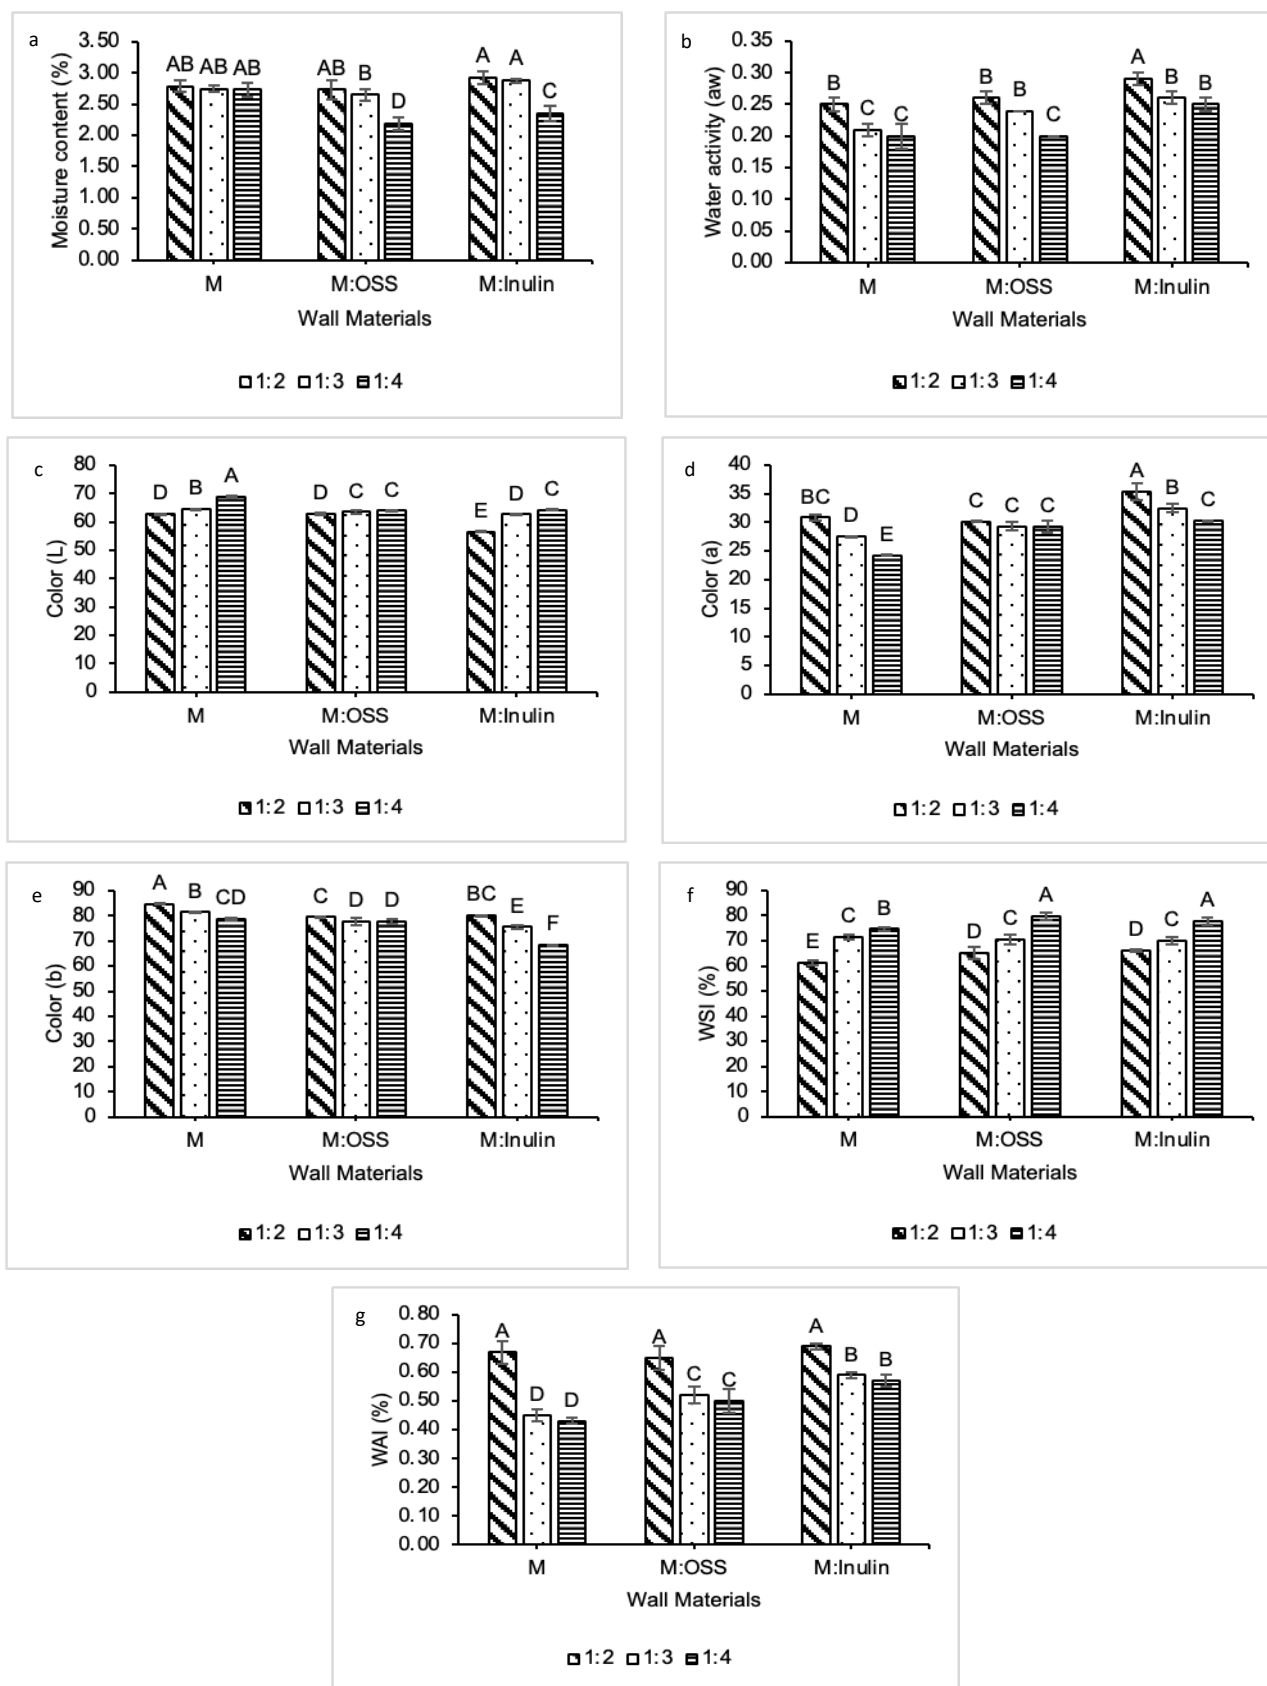 a
Moisture content (%)
3.50
3.00
2.50
2.00
1.50
1.00
0.50
0.00
AB AB AB AB B D A A C
M M:OSS M:Inulin
Wall Materials
1:2 1:3 1:4
b
Water activity (aw)
0.35
0.30
0.25
0.20
0.15
0.10
0.05
0.00
B C C B B C A B B
M M:OSS M:Inulin
Wall Materials
1:2 1:3 1:4
c
Color (L)
80
70
60
50
40
30
20
10
0
D B A D C C E D C
M M:OSS M:Inulin
Wall Materials
1:2 1:3 1:4
d
Color (a)
40
35
30
25
20
15
10
5
0
BC D E C C C A B C
M M:OSS M:Inulin
Wall Materials
1:2 1:3 1:4
e
Color (b)
90
80
70
60
50
40
30
20
10
0
A B CD C D D BC E F
M M:OSS M:Inulin
Wall Materials
1:2 1:3 1:4
f
WSI (%)
90
80
70
60
50
40
30
20
10
0
E C B D C A D C A
M M:OSS M:Inulin
Wall Materials
1:2 1:3 1:4
g
WAI (%)
0.80
0.70
0.60
0.50
0.40
0.30
0.20
0.10
0.00
A D D A C C A B B
M M:OSS M:Inulin
Wall Materials
1:2 1:3 1:4